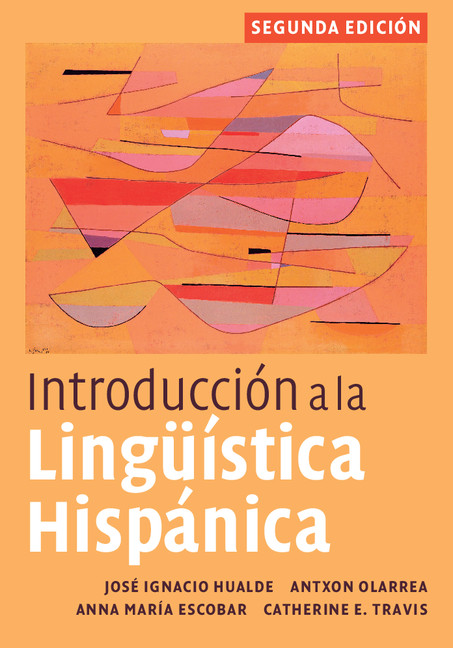 SEGUNDA EDICIÓN
Introducción a la
Lingüística
Hispánica
JOSÉ IGNACIO HUALDE ANTXON OLARREA
ANNA MARÍA ESCOBAR CATHERINE E. TRAVIS